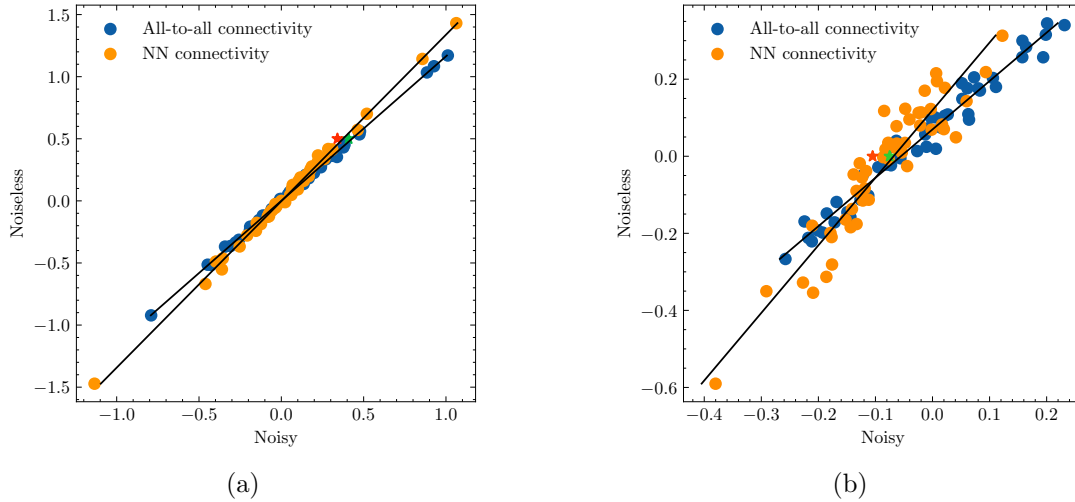 All-to-all connectivity
NN connectivity
1.5
1.0
0.5
0.0
−0.5
−1.0
−1.5
Noiseless
−1.0 −0.5 0.0 0.5 1.0
Noisy
(a)
All-to-all connectivity
NN connectivity
0.2
0.0
−0.2
−0.4
−0.6
Noiseless
−0.4 −0.3 −0.2 −0.1 0.0 0.1 0.2
Noisy
(b)